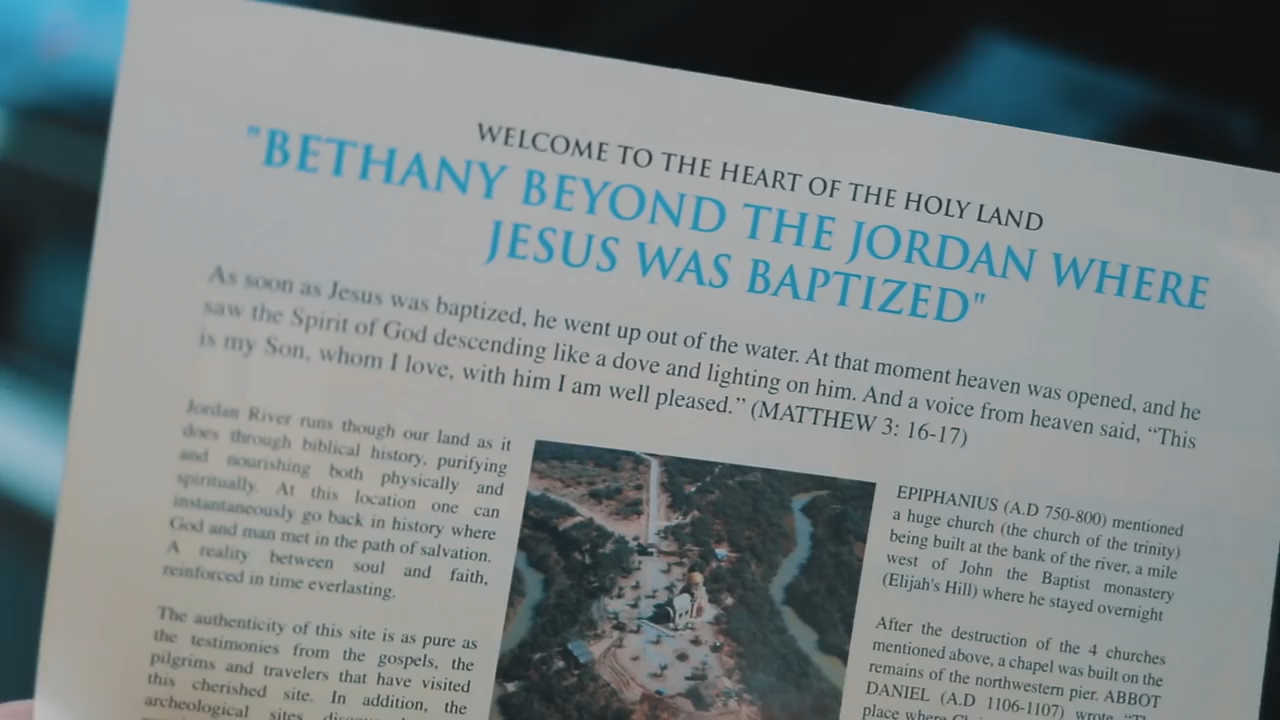 WELCOME TO THE HEART OF THE HOLY LAND
"BETHANY BEYOND THE JORDAN WHERE
JESUS WAS BAPTIZED"
As soon as Jesus was baptized, he went up out of the water. At that moment heaven was opened, and he
saw the Spirit of God descending like a dove and lighting on him. And a voice from heaven said, “This
is my Son, whom I love, with him I am well pleased.” (MATTHEW 3: 16-17)
Jordan River runs though our land as it
does through biblical history, purifying
and nourishing both physically and
spiritually. At this location one can
instantaneously go back in history where
God and man met in the path of salvation.
A reality between soul and faith,
reinforced in time everlasting.
The authenticity of this site is as pure as
the testimonies from the gospels, the
pilgrims and travelers that have visited
this cherished site. In addition, the
archeological sites
EPIPHANIUS (A.D 750-800) mentioned
a huge church (the church of the trinity)
being built at the bank of the river, a mile
west of John the Baptist monastery
(Elijah's Hill) where he stayed overnight
After the destruction of the 4 churches
mentioned above, a chapel was built on the
remains of the northwestern pier. ABBOT
DANIEL (A.D 1106-1107) wrote
place where